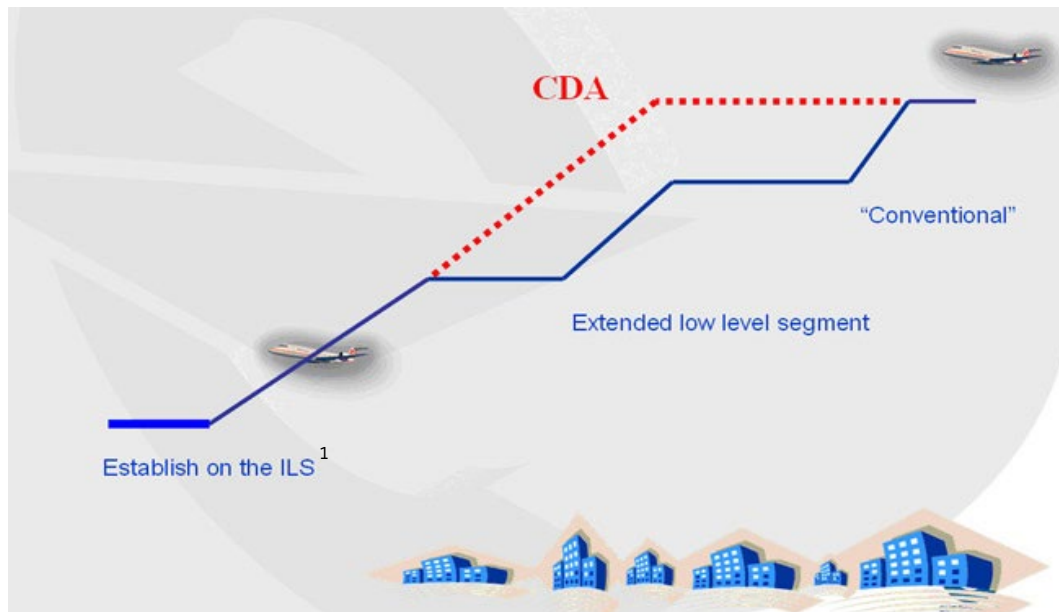 CDA
“Conventional”
Extended low level segment
Establish on the ILS 1